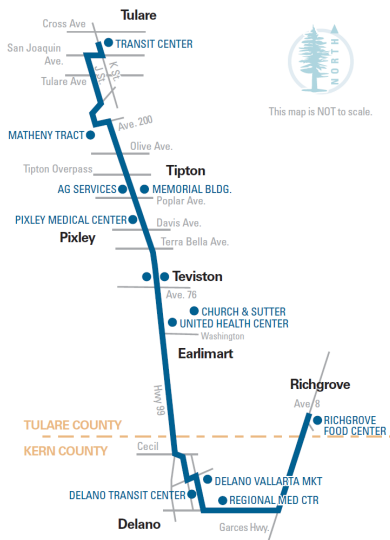 Tulare
Cross Ave
TRANSIT CENTER
San Joaquin
Ave.
K St.
J St.
Tulare Ave
NORTH
This map is NOT to scale.
Ave. 200
MATHENY TRACT
Olive Ave.
Tipton Overpass
Tipton
AG SERVICES
MEMORIAL BLDG.
Poplar Ave.
PIXLEY MEDICAL CENTER
Davis Ave.
Pixley
Terra Bella Ave.
Teviston
Ave. 76
CHURCH & SUTTER
UNITED HEALTH CENTER
Washington
Earlimart
Hwy 99
Richgrove
Ave. 8
RICHGROVE
FOOD CENTER
TULARE COUNTY
KERN COUNTY
Cecil
DELANO VALLARTA MKT
DELANO TRANSIT CENTER
REGIONAL MED CTR
Delano
Garces Hwy.